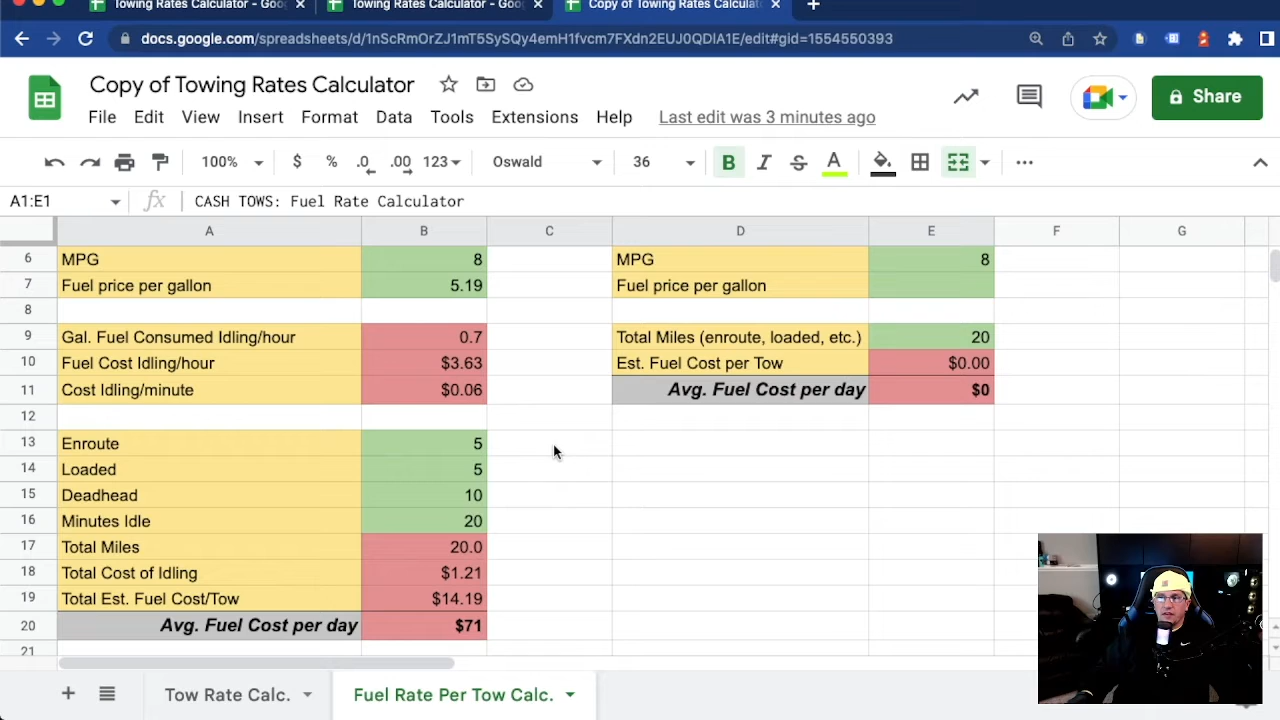 Towing Rates Calculator - Goo
Towing Rates Calculator - Goo
Copy of Towing Rates Calculat
docs.google.com/spreadsheets/d/1nScRmOrZJ1mT5SySQy4emH1fvcm7FXdn2EUJ0QDIA1E/edit#gid=1554550393
Copy of Towing Rates Calculator
File Edit View Insert Format Data Tools Extensions Help Last edit was 3 minutes ago
Share
100% $ % .0 .00 123 Oswald 36 B I S A
A1:E1 fx CASH TOWS: Fuel Rate Calculator
A B C D E F G
6 MPG 8 MPG 8
7 Fuel price per gallon 5.19 Fuel price per gallon
8
9 Gal. Fuel Consumed Idling/hour 0.7 Total Miles (enroute, loaded, etc.) 20
10 Fuel Cost Idling/hour $3.63 Est. Fuel Cost per Tow $0.00
11 Cost Idling/minute $0.06 Avg. Fuel Cost per day $0
12
13 Enroute 5
14 Loaded 5
15 Deadhead 10
16 Minutes Idle 20
17 Total Miles 20.0
18 Total Cost of Idling $1.21
19 Total Est. Fuel Cost/Tow $14.19
20 Avg. Fuel Cost per day $71
21
Tow Rate Calc. Fuel Rate Per Tow Calc.